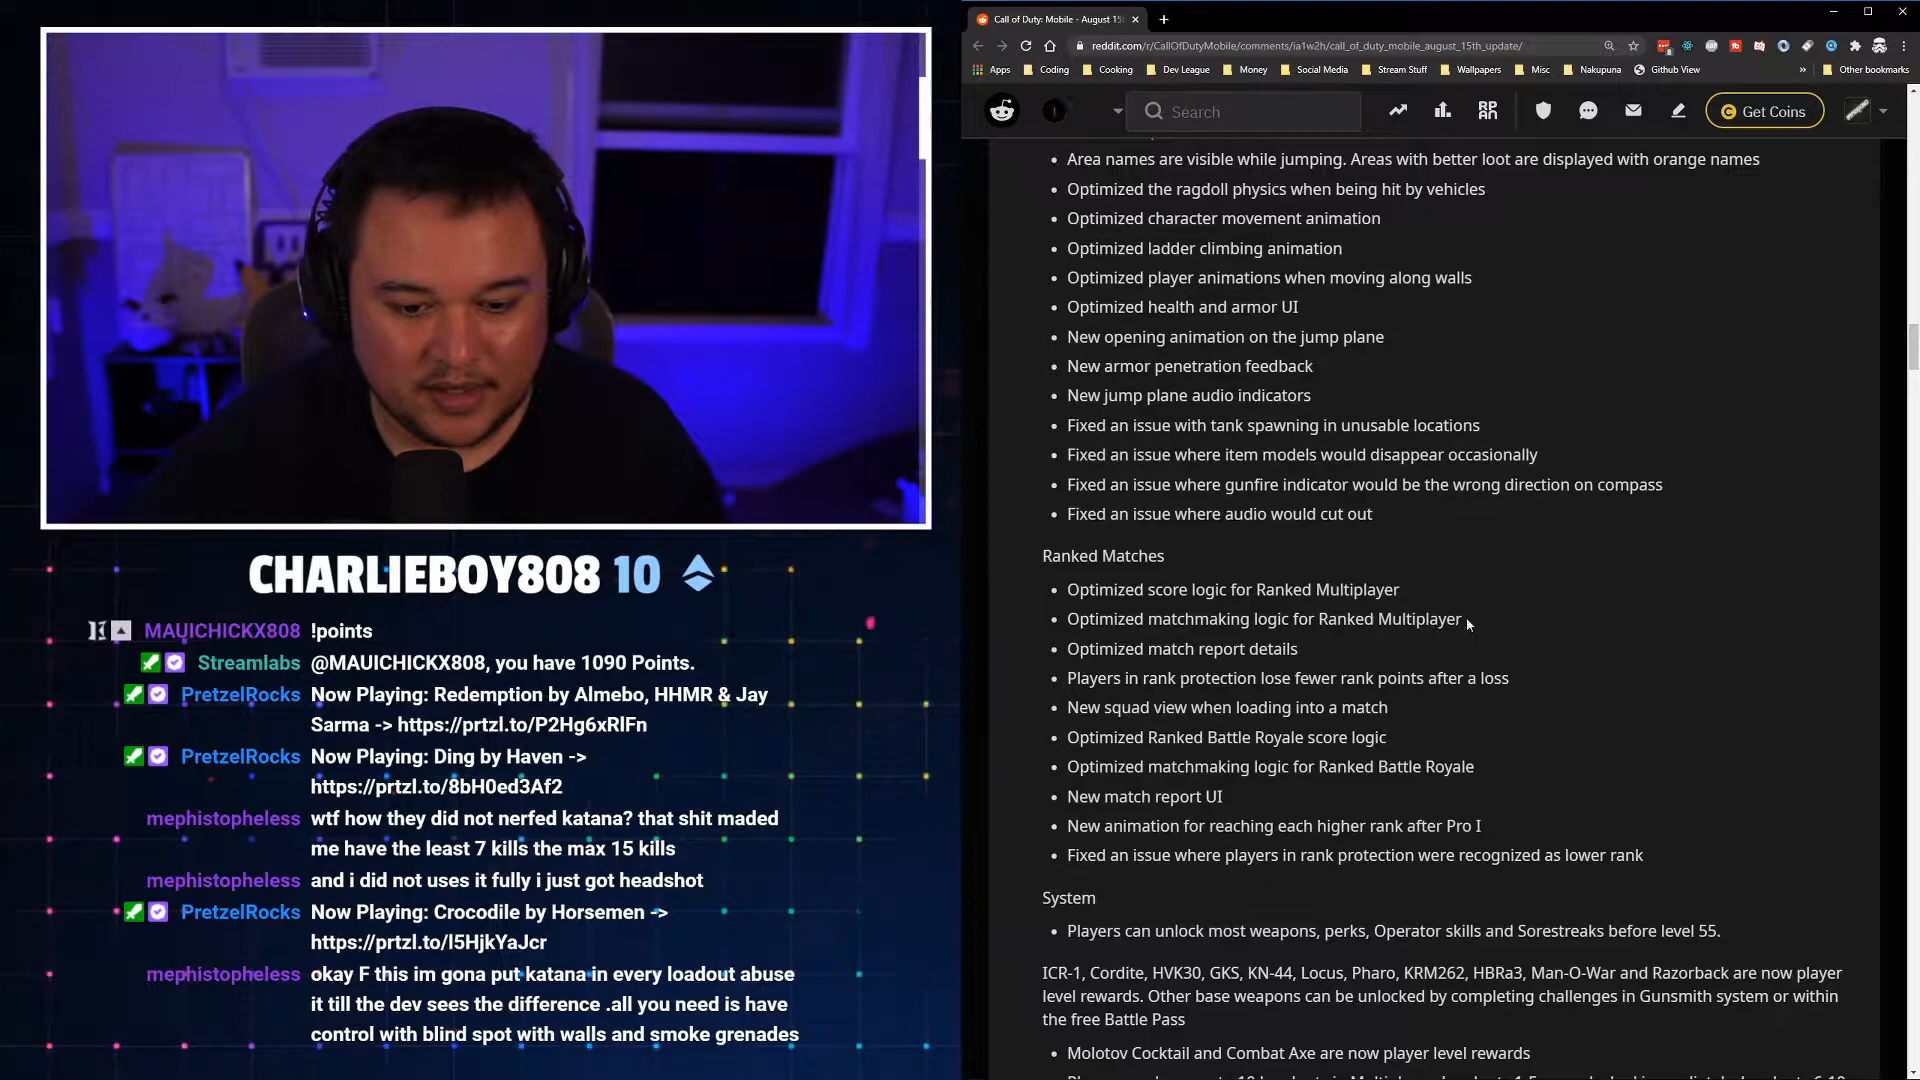 Call of Duty: Mobile - August 15
reddit.com/r/CallOfDutyMobile/comments/ia1w2h/call_of_duty_mobile_august_15th_update/
Apps Coding Cooking Dev League Money Social Media Stream Stuff Wallpapers Misc Nakupuna Github View » Other bookmarks
Search
Get Coins
Area names are visible while jumping. Areas with better loot are displayed with orange names
Optimized the ragdoll physics when being hit by vehicles
Optimized character movement animation
Optimized ladder climbing animation
Optimized player animations when moving along walls
Optimized health and armor UI
New opening animation on the jump plane
New armor penetration feedback
New jump plane audio indicators
Fixed an issue with tank spawning in unusable locations
Fixed an issue where item models would disappear occasionally
Fixed an issue where gunfire indicator would be the wrong direction on compass
Fixed an issue where audio would cut out
Ranked Matches
Optimized score logic for Ranked Multiplayer
Optimized matchmaking logic for Ranked Multiplayer
Optimized match report details
Players in rank protection lose fewer rank points after a loss
New squad view when loading into a match
Optimized Ranked Battle Royale score logic
Optimized matchmaking logic for Ranked Battle Royale
New match report UI
New animation for reaching each higher rank after Pro I
Fixed an issue where players in rank protection were recognized as lower rank
System
Players can unlock most weapons, perks, Operator skills and Sorestreaks before level 55.
ICR-1, Cordite, HVK30, GKS, KN-44, Locus, Pharo, KRM262, HBRa3, Man-O-War and Razorback are now player
level rewards. Other base weapons can be unlocked by completing challenges in Gunsmith system or within
the free Battle Pass
Molotov Cocktail and Combat Axe are now player level rewards
CHARLIEBOY808 10
MAUICHICKX808 !points
Streamlabs @MAUICHICKX808, you have 1090 Points.
PretzelRocks Now Playing: Redemption by Almebo, HHMR & Jay
Sarma -> https://prtzl.to/P2Hg6xRlFn
PretzelRocks Now Playing: Ding by Haven ->
https://prtzl.to/8bH0ed3Af2
mephistopheless wtf how they did not nerfed katana? that shit maded
me have the least 7 kills the max 15 kills
mephistopheless and i did not uses it fully i just got headshot
PretzelRocks Now Playing: Crocodile by Horsemen ->
https://prtzl.to/l5HjkYaJcr
mephistopheless okay F this im gona put katana in every loadout abuse
it till the dev sees the difference .all you need is have
control with blind spot with walls and smoke grenades